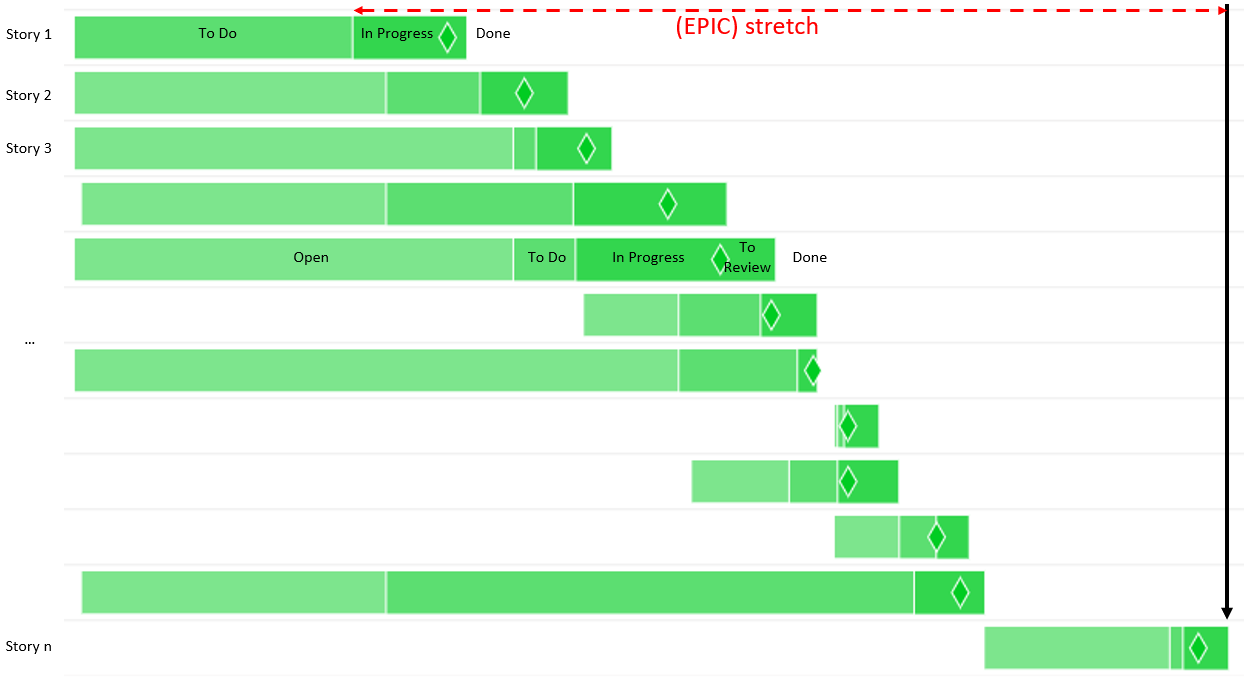 (EPIC) stretch
Story 1
To Do
In Progress
Done
Story 2
Story 3
Open
To Do
In Progress
To
Review
Done
...
Story n